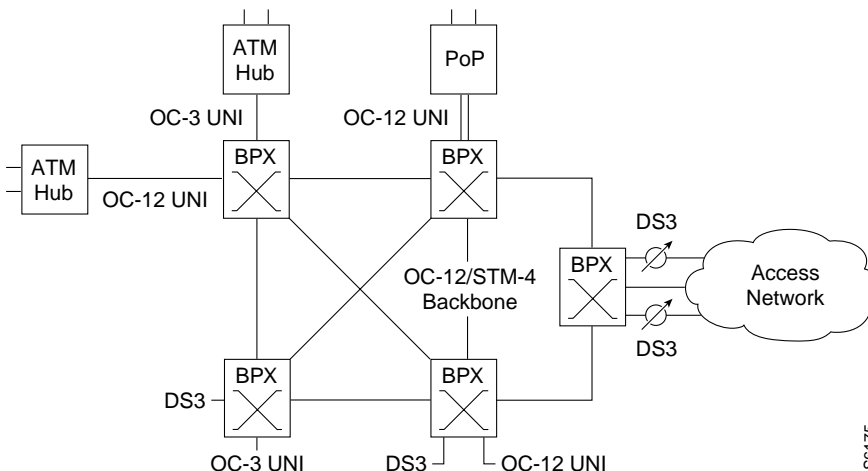 ATM
Hub
PoP
OC-3 UNI
OC-12 UNI
ATM
Hub
BPX
BPX
OC-12 UNI
DS3
BPX
OC-12/STM-4
Backbone
Access
Network
DS3
BPX
BPX
DS3
OC-3 UNI
DS3
OC-12 UNI